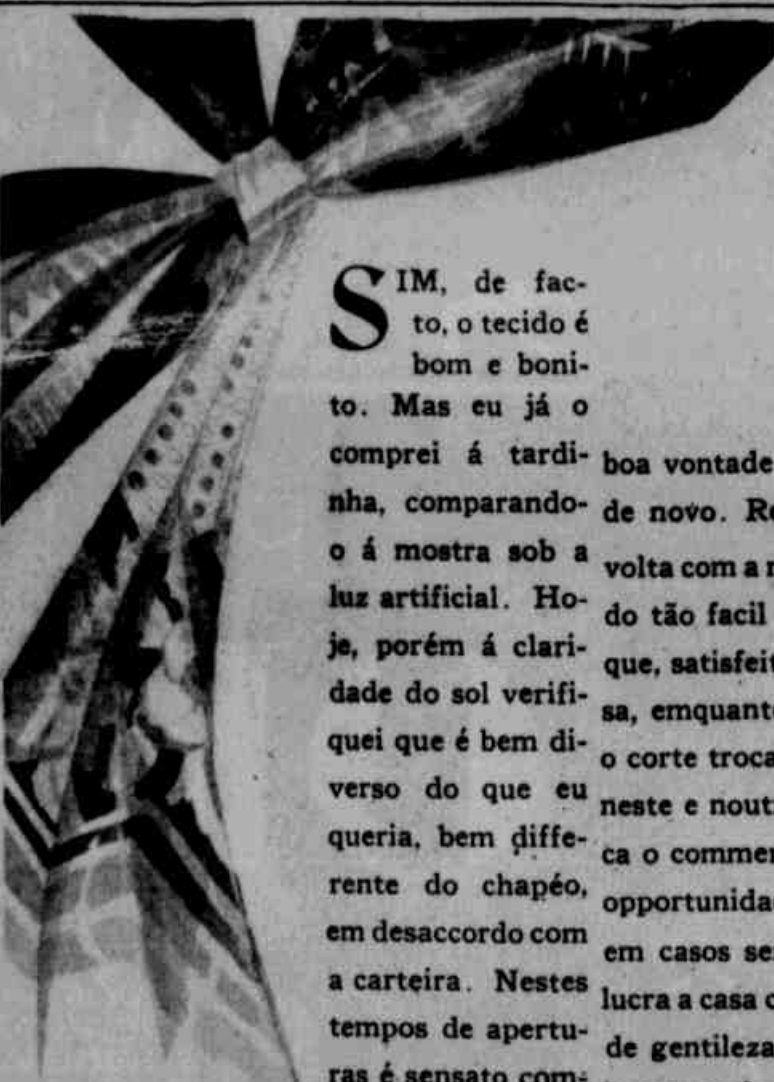 SIM, de fac-
to, o tecido é
bom e boni-
to. Mas eu já o
comprei á tardi-
nha, comparando-
o á mostra sob a
luz artificial. Ho-
je, porém á clari-
dade do sol verifi-
quei que é bem di-
verso do que eu
queria, bem diffe-
rente do chapéo,
em desaccordo com
a carteira. Nestes
tempos de apertu-
ras é sensato com-
boa vontade
de novo. Re
volta com a
do tão facil
que, satisfeit
sa, emquant
o corte troca
neste e nout
ca o commer
opportunida
em casos se
lucra a casa
de gentileza